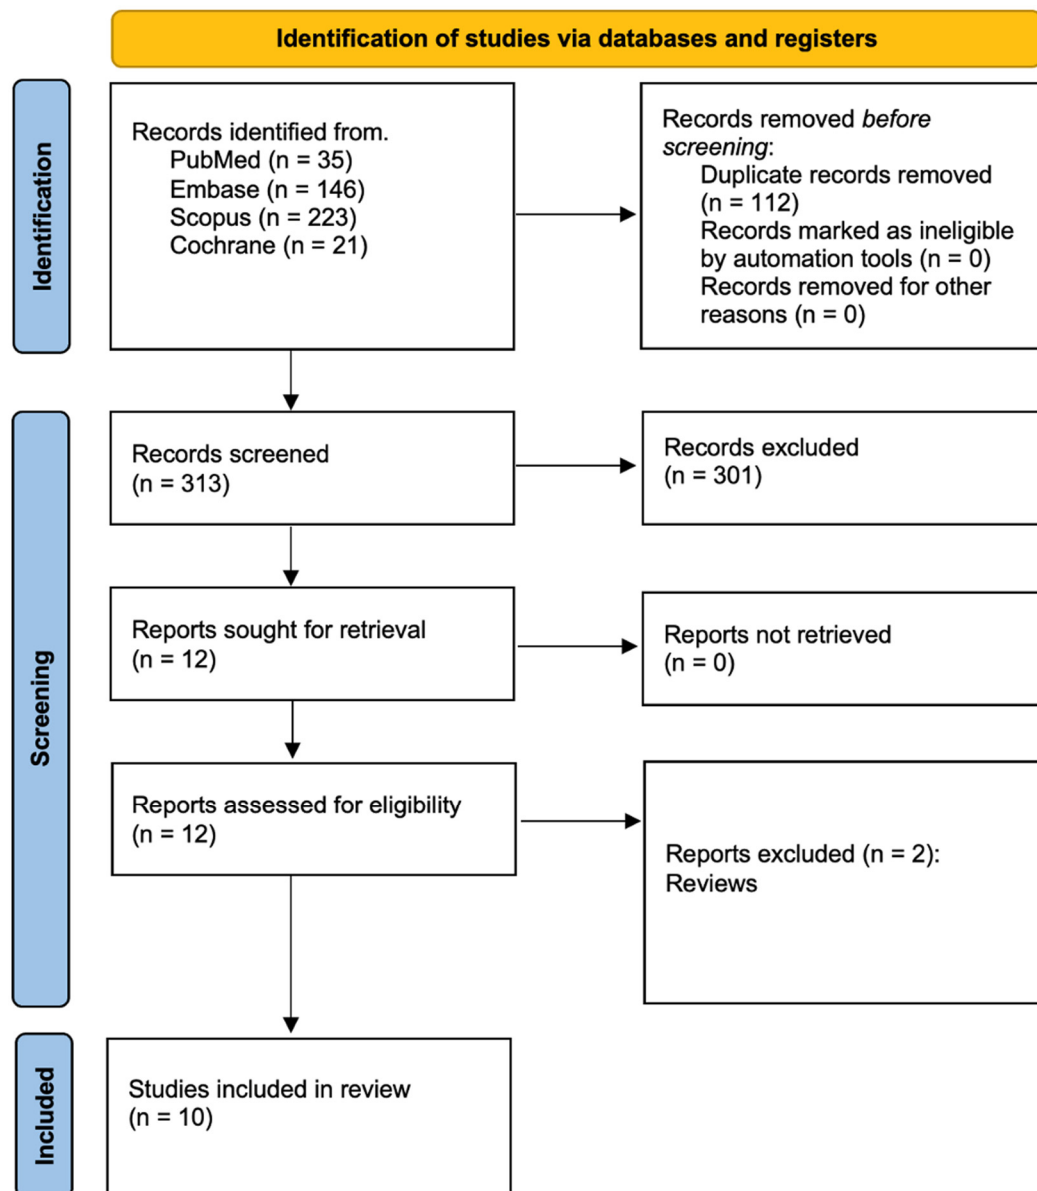 Identification of studies via databases and registers
Identification
Records identified from.
PubMed (n = 35)
Embase (n = 146)
Scopus (n = 223)
Cochrane (n = 21)
Records removed before
screening:
Duplicate records removed
(n = 112)
Records marked as ineligible
by automation tools (n = 0)
Records removed for other
reasons (n = 0)
Screening
Records screened
(n = 313)
Records excluded
(n = 301)
Reports sought for retrieval
(n = 12)
Reports not retrieved
(n = 0)
Reports assessed for eligibility
(n = 12)
Reports excluded (n = 2):
Reviews
Included
Studies included in review
(n = 10)